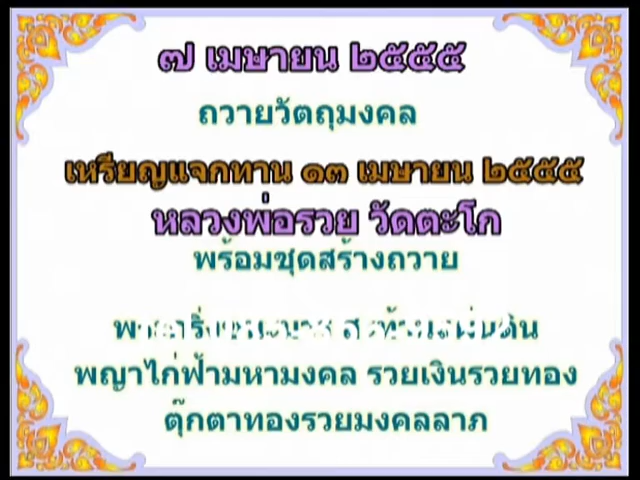 ๗ เมษายน ๒๕๕๕
ถวายวัตถุมงคล
เหรียญแจกทาน ๑๓ เมษายน ๒๕๕๕
หลวงพ่อรวย วัดตะโก
พร้อมชุดสร้างถวาย
พญาไก่ฟ้ามหามงคล รวยเงินรวยทอง
ตุ๊กตาทองรวยมงคลลาภ